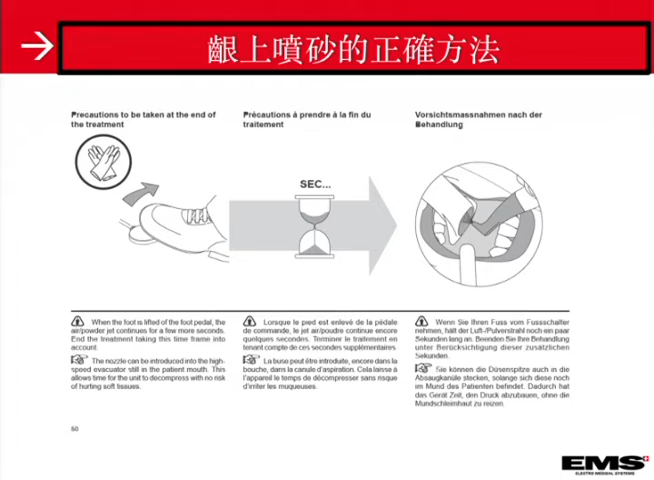 齦上噴砂的正確方法
Precautions to be taken at the end of
the treatment
Précautions à prendre à la fin du
traitement
Vorsichtsmassnahmen nach der
Behandlung
SEC...
When the foot is lifted of the foot pedal, the
air/powder jet continues for a few more seconds.
End the treatment taking this time frame into
account.
The nozzle can be introduced into the high-
speed evacuator still in the patient mouth. This
allows time for the unit to decompress with no risk
of hurting soft tissues.
Lorsque le pied est enlevé de la pédale
de commande, le jet air/poudre continue encore
quelques secondes. Terminer le traitement en
tenant compte de ces secondes supplémentaires.
La buse peut être introduite, encore dans la
bouche, dans la canule d'aspiration. Cela laisse à
l'appareil le temps de décompresser sans risque
d'irriter les muqueuses.
Wenn Sie Ihren Fuss vom Fussschalter
nehmen, hält der Luft-/Pulverstrahl noch ein paar
Sekunden lang an. Beenden Sie Ihre Behandlung
unter Berücksichtigung dieser zusätzlichen
Sekunden.
Sie können die Düsenspitze auch in die
Absaugkanüle stecken, solange sich diese noch
im Mund des Patienten befindet. Dadurch hat
das Gerät Zeit, den Druck abzubauen, ohne die
Mundschleimhaut zu reizen.
50
EMS
ELECTRO MEDICAL SYSTEMS